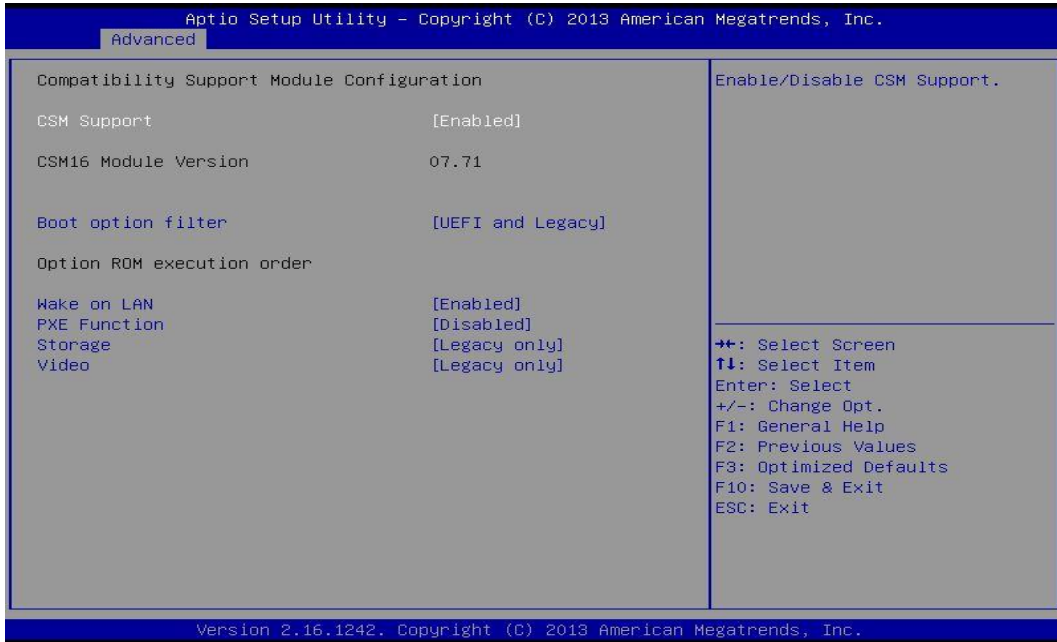 Aptio Setup Utility – Copyright (C) 2013 American Megatrends, Inc.
Advanced
Compatibility Support Module Configuration
CSM Support [Enabled]
CSM16 Module Version 07.71
Boot option filter [UEFI and Legacy]
Option ROM execution order
Wake on LAN [Enabled]
PXE Function [Disabled]
Storage [Legacy only]
Video [Legacy only]
Enable/Disable CSM Support.
→←: Select Screen
↑↓: Select Item
Enter: Select
+/-: Change Opt.
F1: General Help
F2: Previous Values
F3: Optimized Defaults
F10: Save & Exit
ESC: Exit
Version 2.16.1242. Copyright (C) 2013 American Megatrends, Inc.